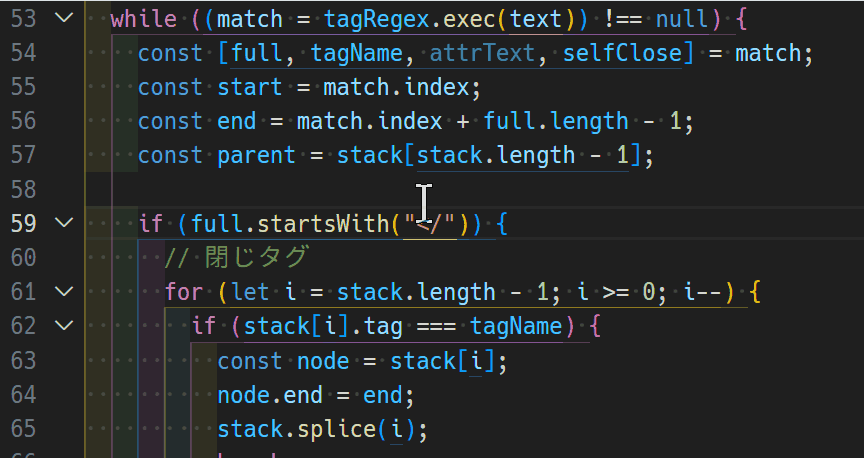 53 while ((match = tagRegex.exec(text)) !== null) {
54 const [full, tagName, attrText, selfClose] = match;
55 const start = match.index;
56 const end = match.index + full.length - 1;
57 const parent = stack[stack.length - 1];
58
59 if (full.startsWith("</")) {
60 // 閉じタグ
61 for (let i = stack.length - 1; i >= 0; i--) {
62 if (stack[i].tag === tagName) {
63 const node = stack[i];
64 node.end = end;
65 stack.splice(i);